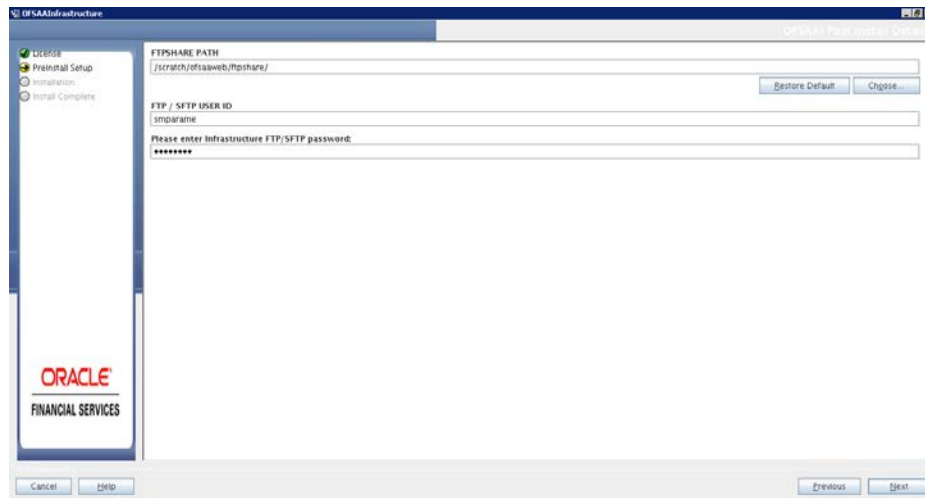 OFSAAInfrastructure
OFSAAI Post Install Detail
License
Preinstall Setup
Installation...
Install Complete
FTPSHARE PATH
/scratch/ofsaaweb/ftpshare/
Restore Default
Choose...
FTP / SFTP USER ID
smparame
Please enter Infrastructure FTP/SFTP password:
••••••••
ORACLE
FINANCIAL SERVICES
Cancel
Help
Previous
Next